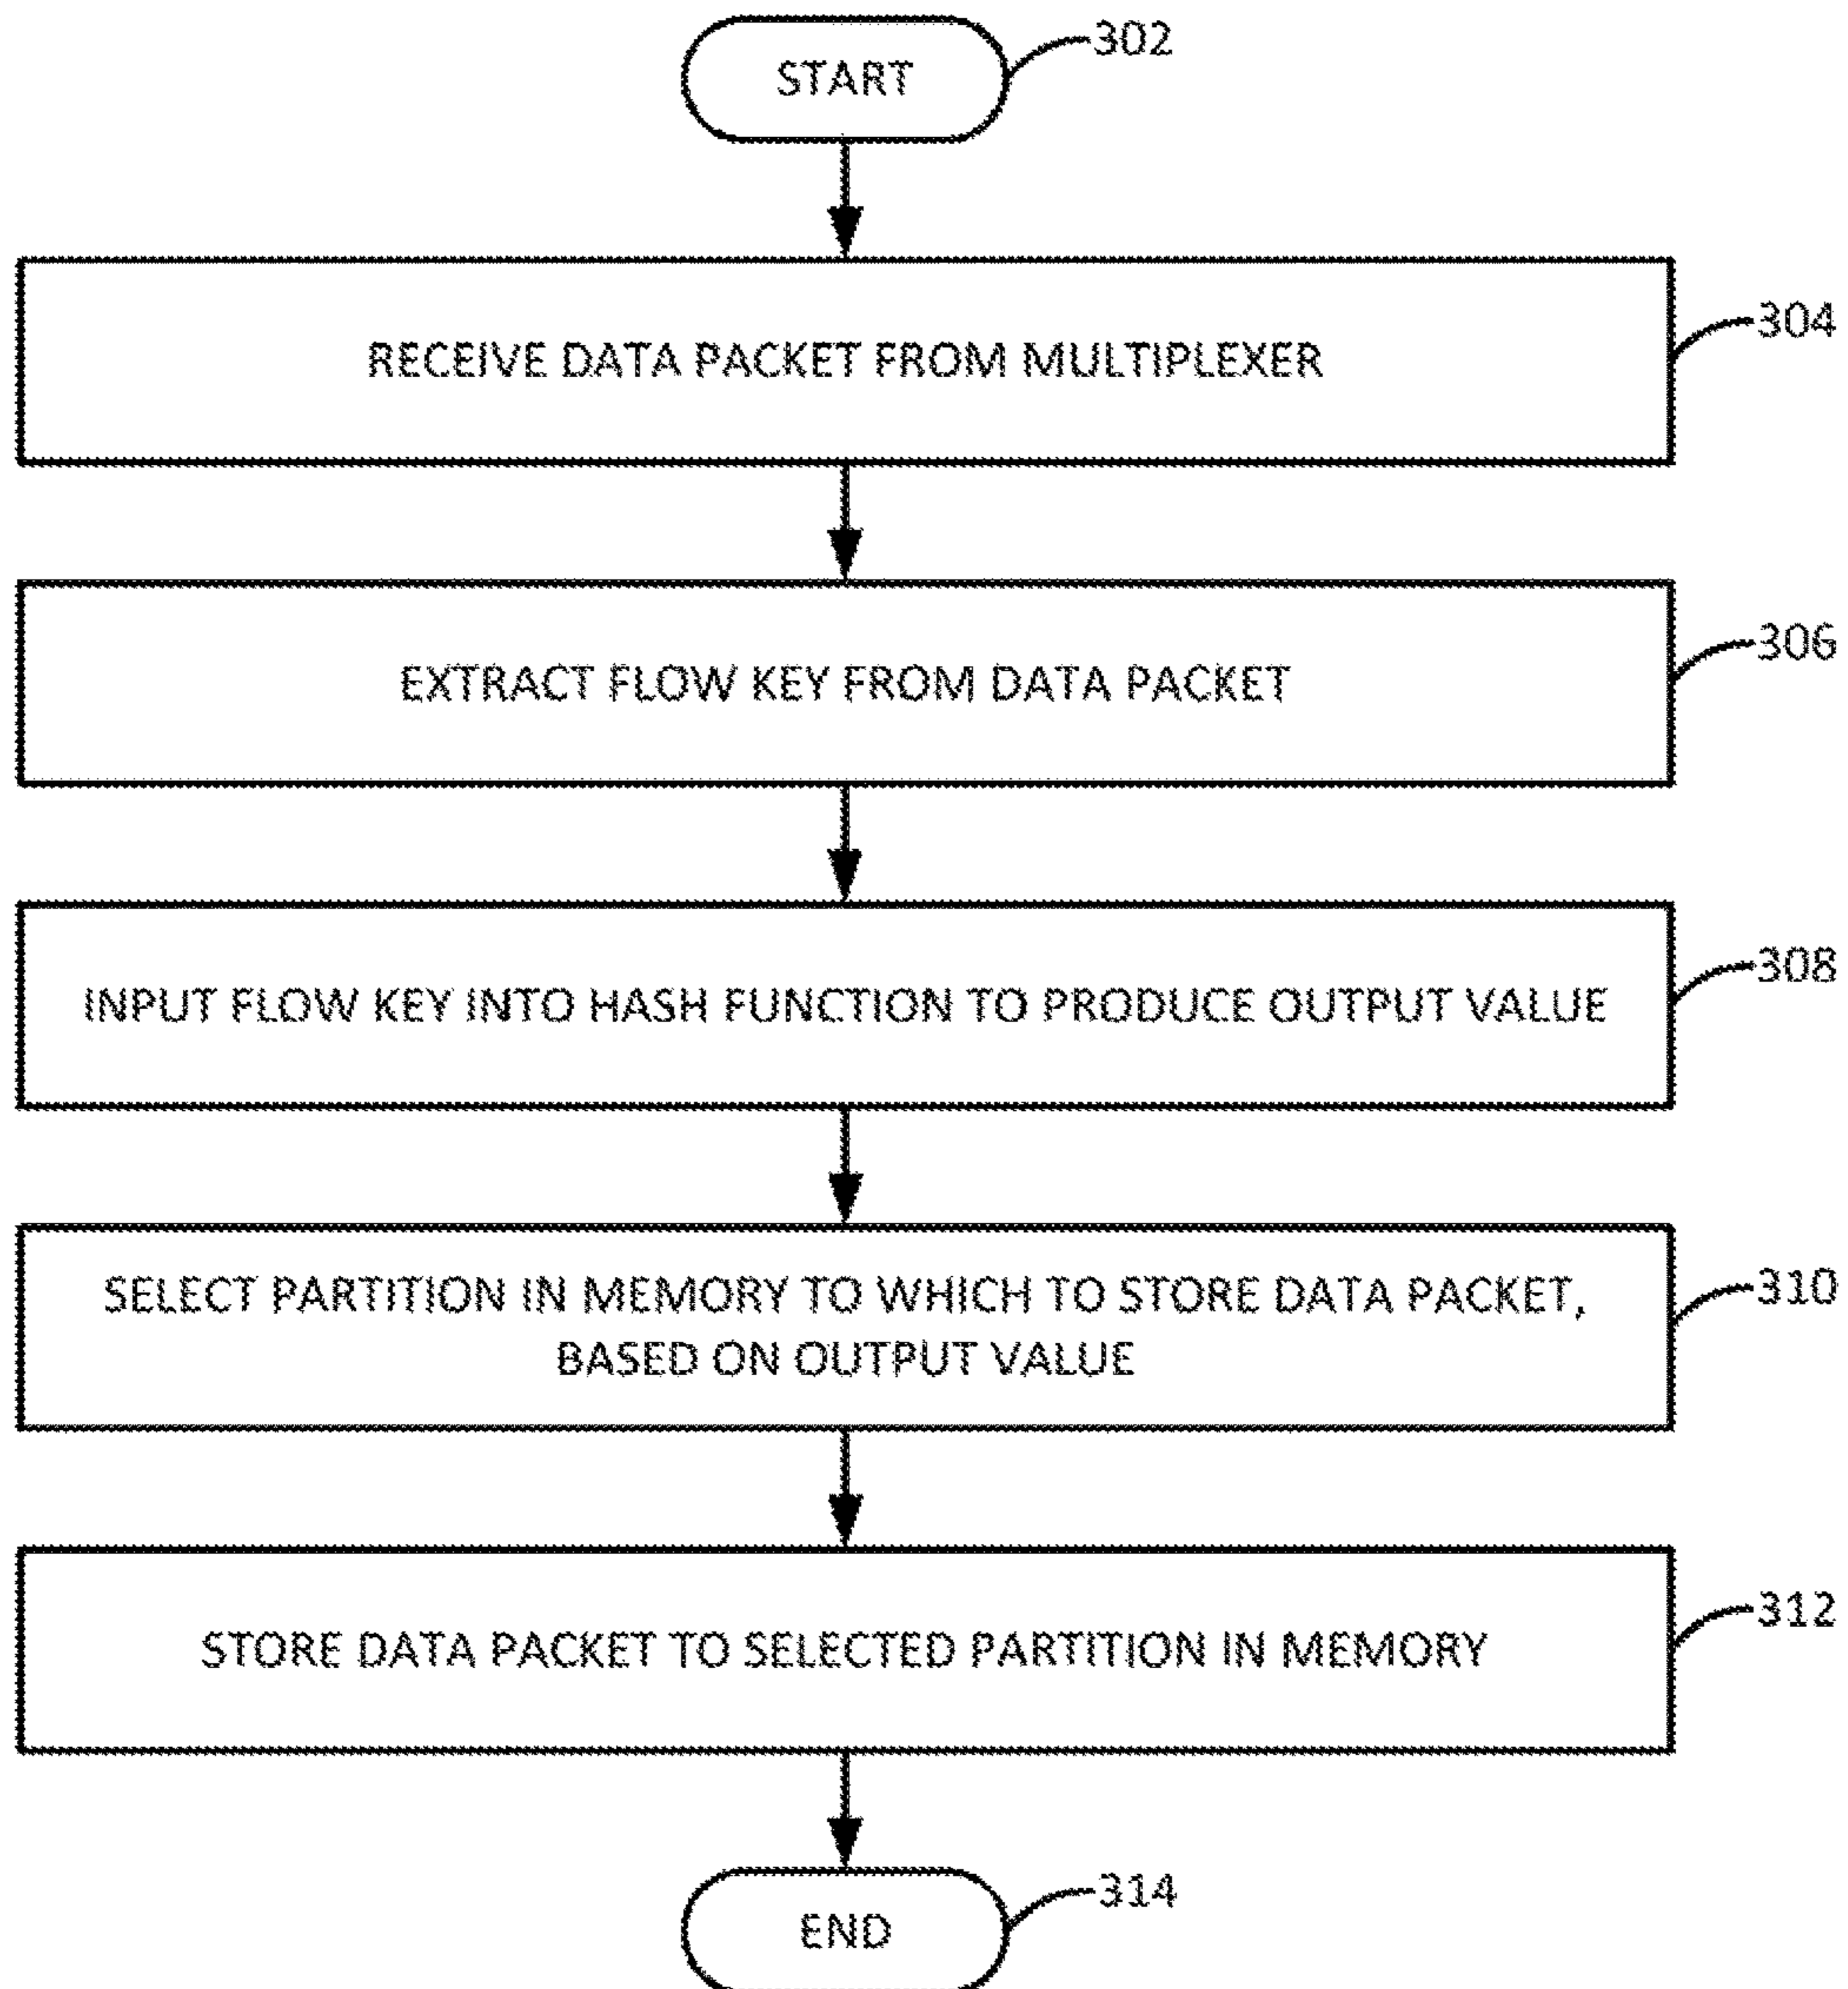 START
302
RECEIVE DATA PACKET FROM MULTIPLEXER
304
EXTRACT FLOW KEY FROM DATA PACKET
306
INPUT FLOW KEY INTO HASH FUNCTION TO PRODUCE OUTPUT VALUE
308
SELECT PARTITION IN MEMORY TO WHICH TO STORE DATA PACKET,
BASED ON OUTPUT VALUE
310
STORE DATA PACKET TO SELECTED PARTITION IN MEMORY
312
END
314